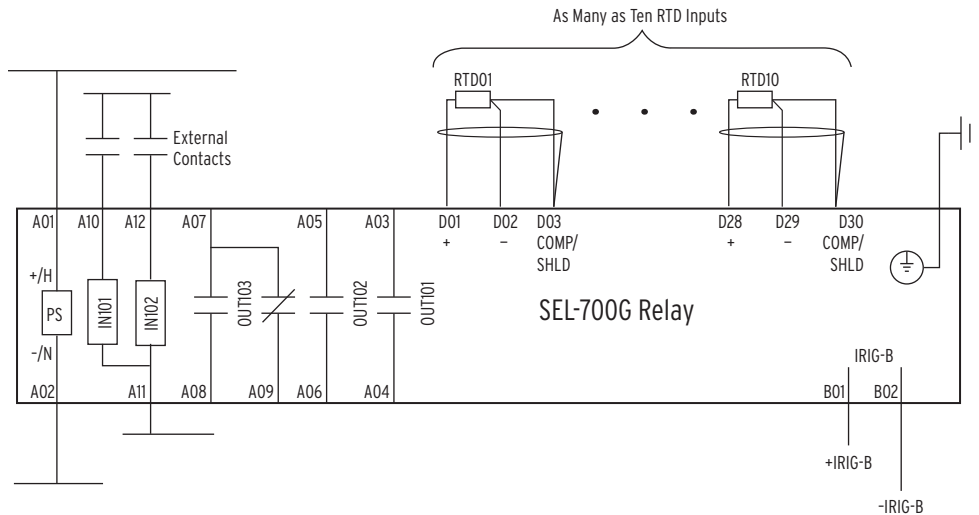 As Many as Ten RTD Inputs
RTD01
RTD10
External
Contacts
A01
A10
A12
A07
A05
A03
D01
D02
D03
D28
D29
D30
+
–
COMP/
SHLD
+
–
COMP/
SHLD
+/H
PS
–/N
IN101
IN102
OUT103
OUT102
OUT101
SEL-700G Relay
IRIG-B
A02
A11
A08
A09
A06
A04
B01
B02
+IRIG-B
–IRIG-B